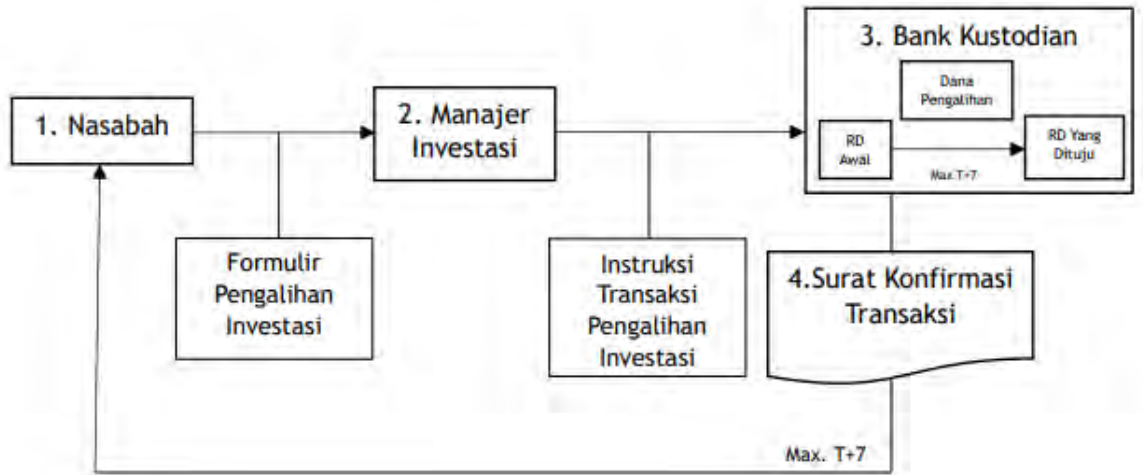 1. Nasabah
2. Manajer
Investasi
3. Bank Kustodian
Dana
Pengalihan
RD
Awal
RD Yang
Dituju
Max T+7
Formulir
Pengalihan
Investasi
Instruksi
Transaksi
Pengalihan
Investasi
4.Surat Konfirmasi
Transaksi
Max. T+7